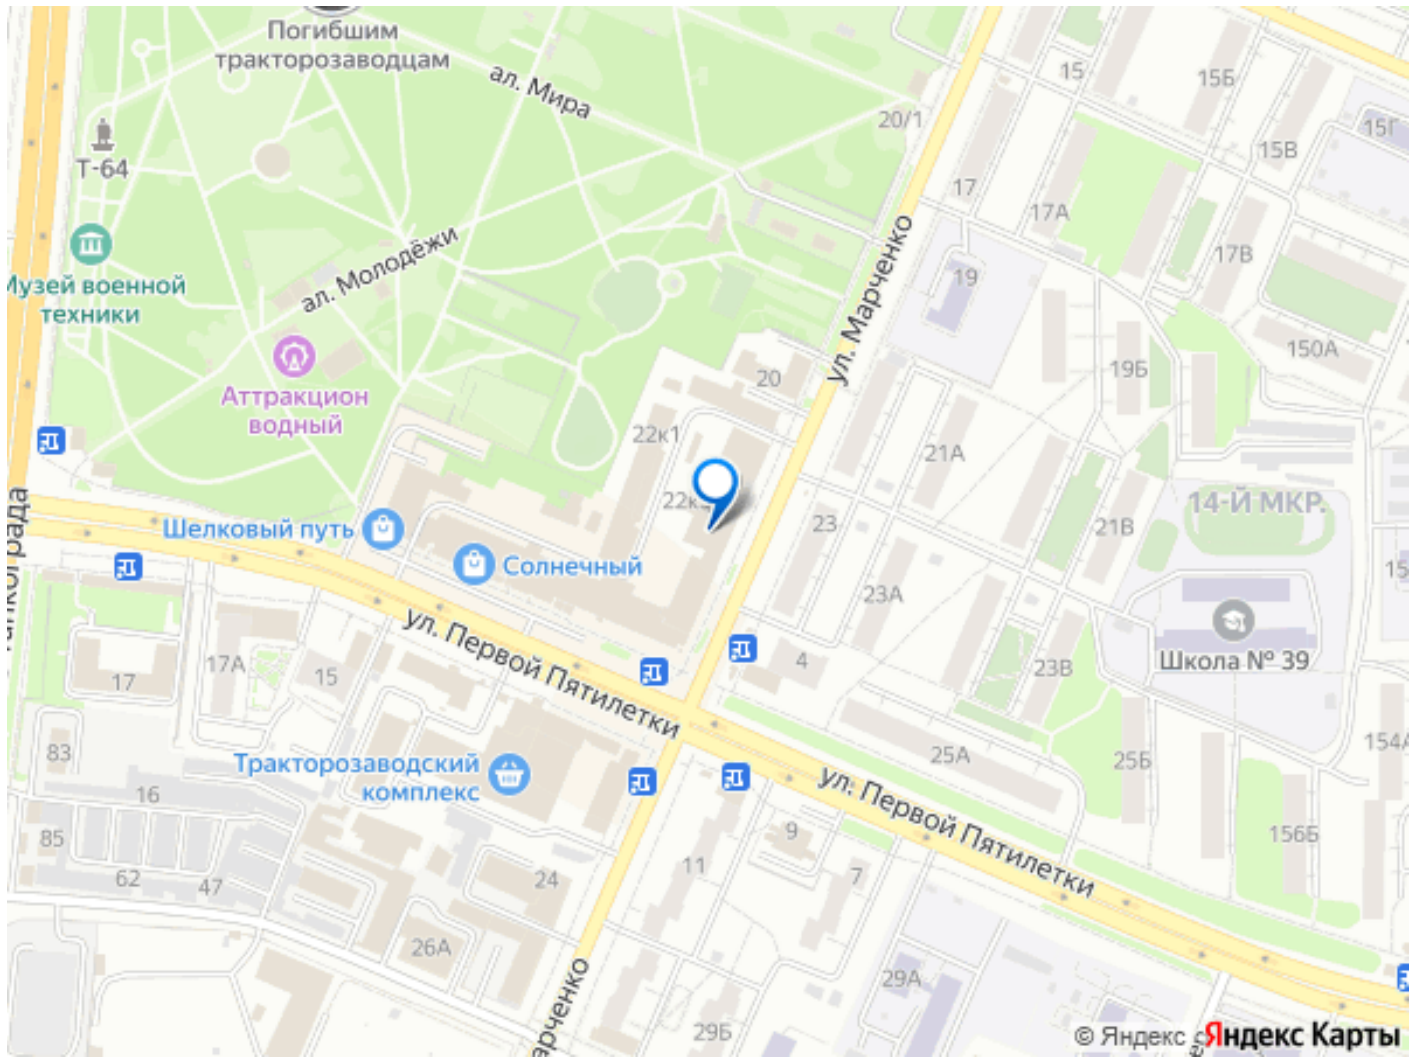 Погибшим
тракторозаводцам
ал. Мира
20/1
15
15Б
15Г
15В
Т-64
17
17А
17В
ул. Марченко
ал. Молодёжи
Музей военной
техники
19
150А
19Б
Аттракцион
водный
20
22к1
21А
22к
14-Й МКР.
21В
23
Шелковый путь
Солнечный
23А
15
ул. Первой Пятилетки
17А
15
17
4
23В
Школа № 39
83
Тракторозаводский
комплекс
25А
25Б
154А
16
ул. Первой Пятилетки
85
9
156Б
62
47
24
11
7
26А
29А
29Б
Марченко
© Яндекс
Яндекс Карты